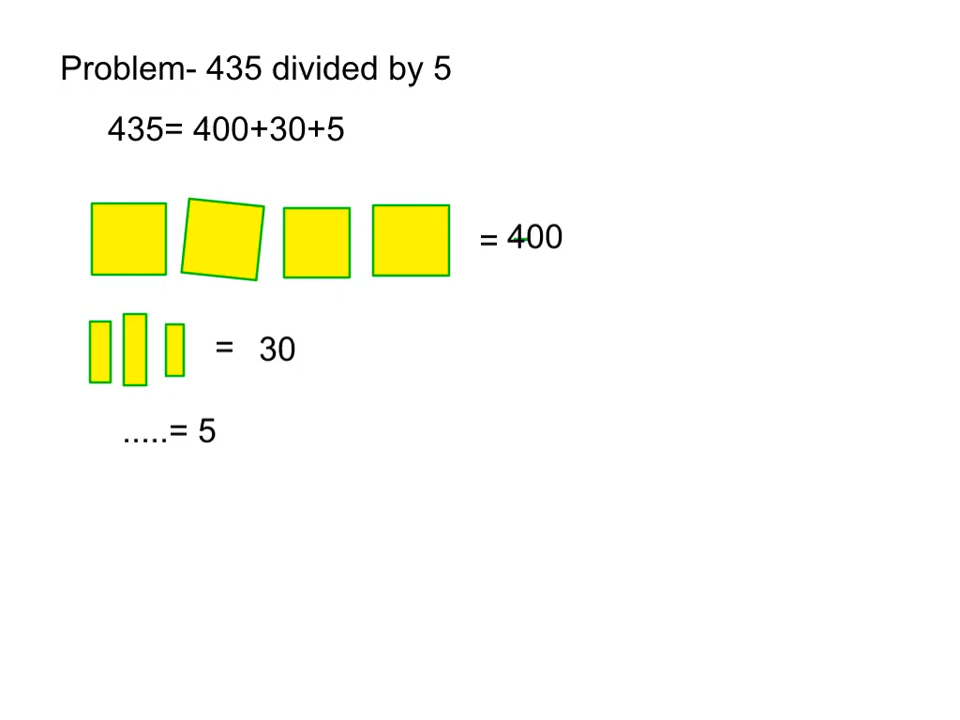 Problem- 435 divided by 5
435= 400+30+5
= 400
= 30
.....= 5